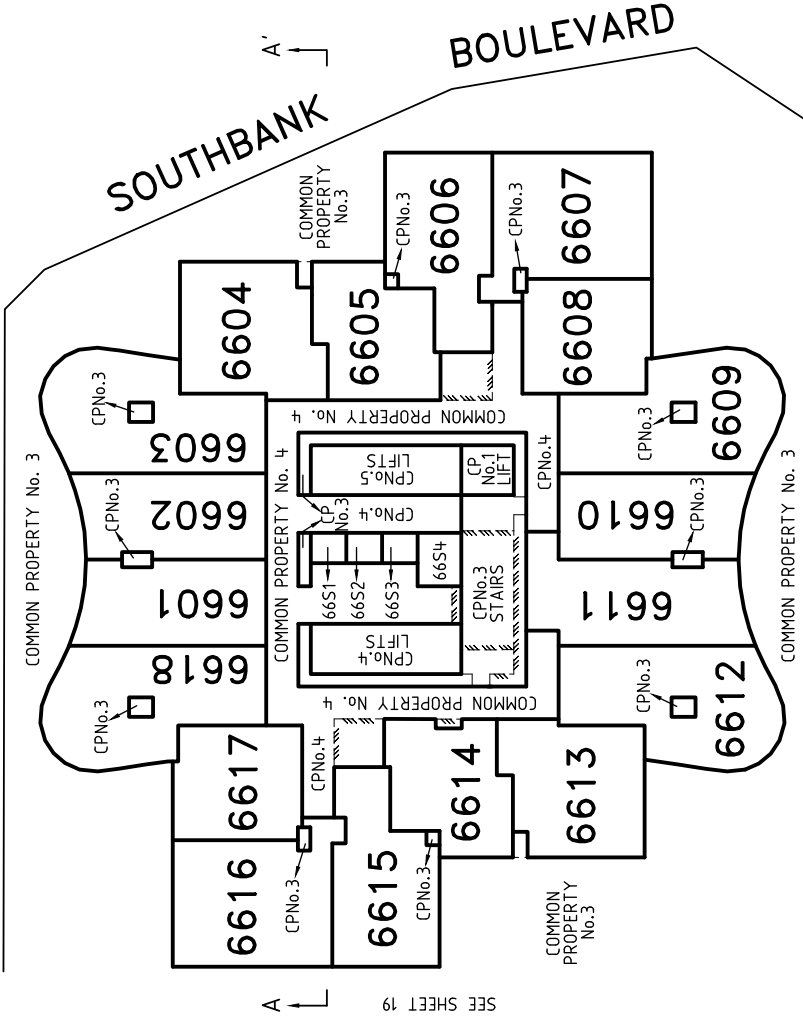 A'
BOULEVARD
SOUTHBANK
COMMON
PROPERTY
No.3
CPNo.3
6606
CPNo.3
6607
6604
6605
6608
COMMON PROPERTY No. 3
CPNo.3
6603
COMMON PROPERTY No. 4
CPNo.3
6609
6602
CPNo.3
COMMON PROPERTY No. 4
CPNo.5
LIFTS
CP
No.1
LIFT
CPNo.4
CP
No.3
CPNo.4
6610
CPNo.3
COMMON PROPERTY No. 3
6601
66S1
66S2
66S3
66S4
CPNo.3
STAIRS
6611
6618
CPNo.3
CPNo.4
LIFTS
COMMON PROPERTY No. 4
CPNo.3
6612
6617
CPNo.4
6614
6613
6616
CPNo.3
6615
CPNo.3
COMMON
PROPERTY
No.3
A
SEE SHEET 19